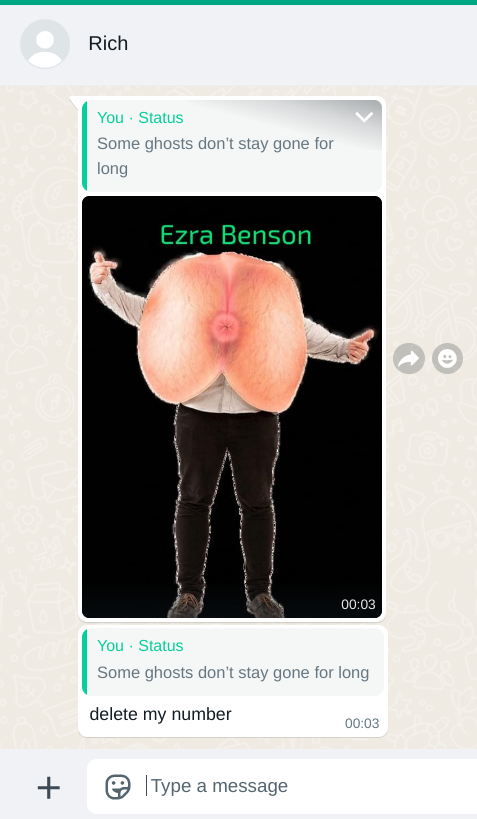 Rich
You · Status
Some ghosts don’t stay gone for
long
Ezra Benson
00:03
You · Status
Some ghosts don’t stay gone for long
delete my number
00:03
Type a message